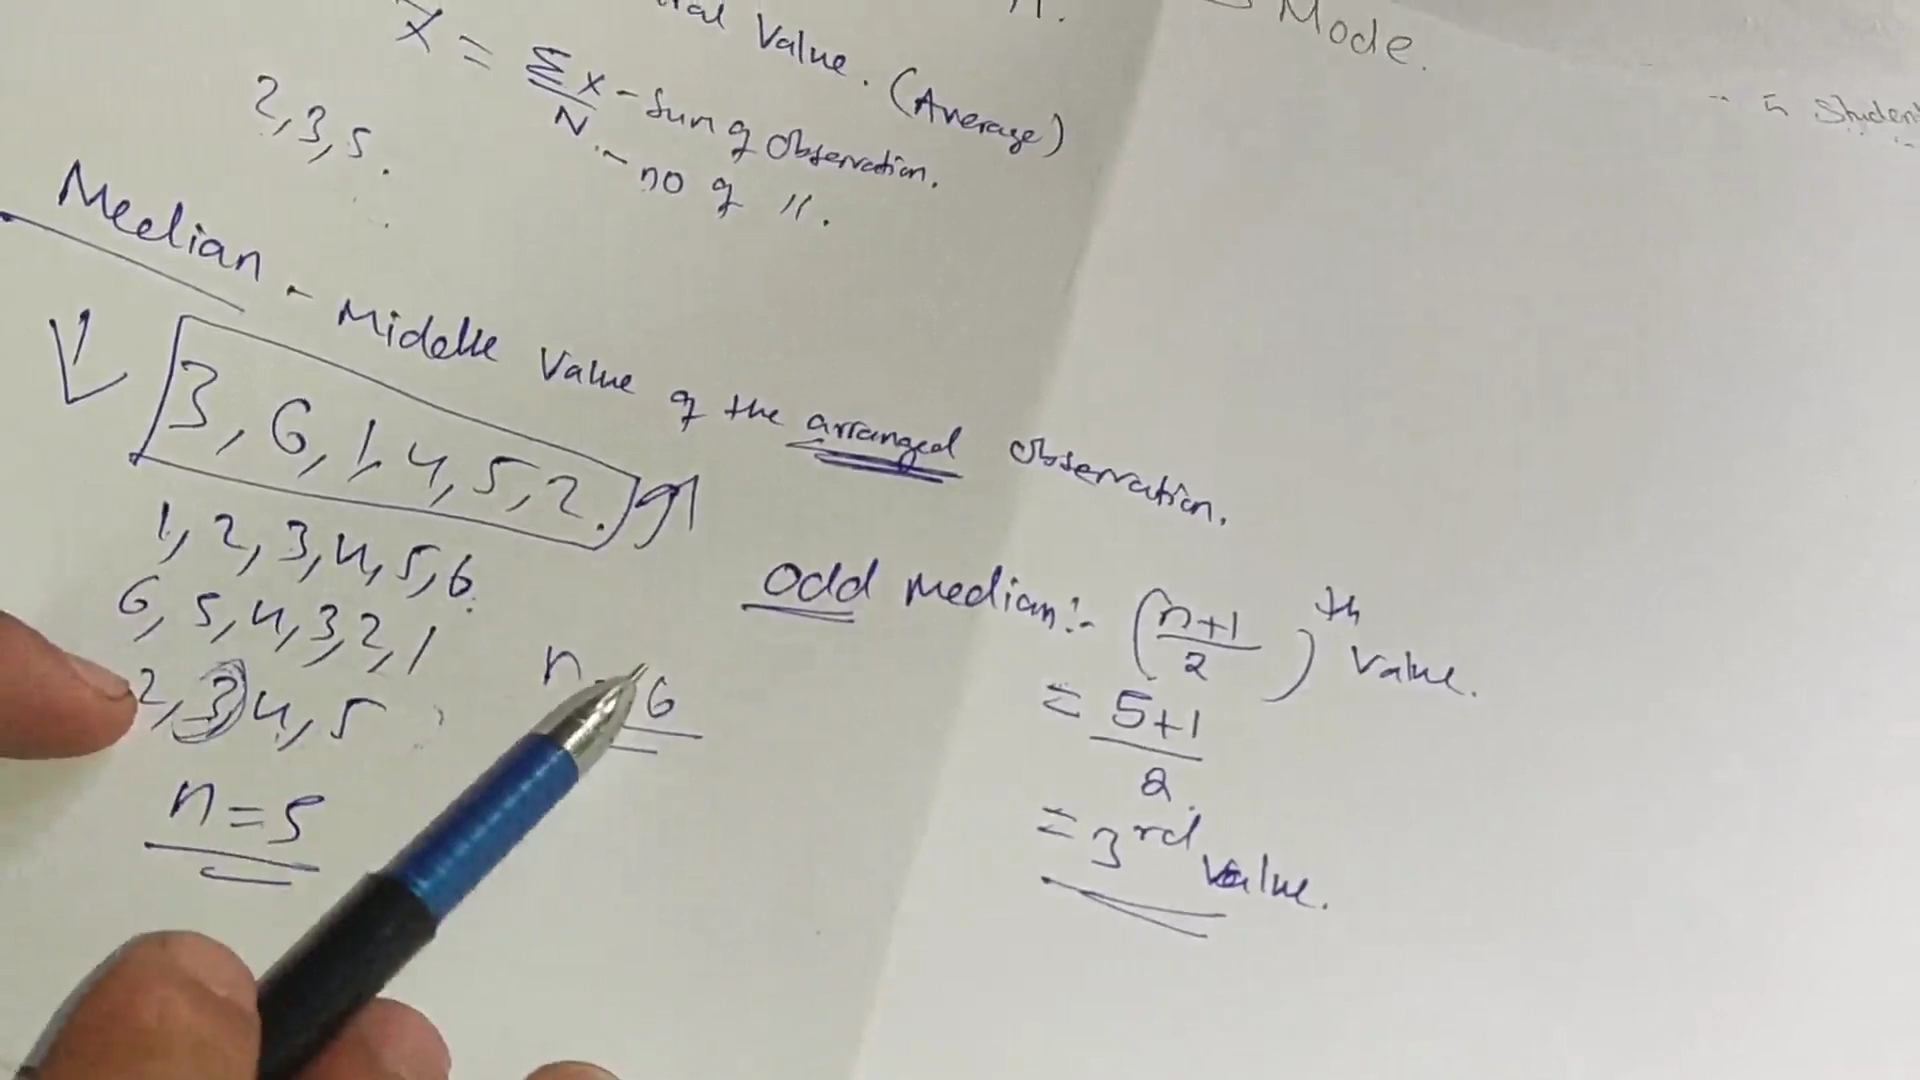 Mode.
Value. (Average)
X̄ = ΣX - Sum of Observation.
N - no of 11.
Student
2, 3, 5.
Median - Middle Value of the arranged Observation.
3, 6, 1, 4, 5, 2.
1, 2, 3, 4, 5, 6
6, 5, 4, 3, 2, 1
2, 3, 4, 5
n = 5
n = 6
Odd Median:- (n+1/2)th Value.
= 5+1
2
= 3rd Value.